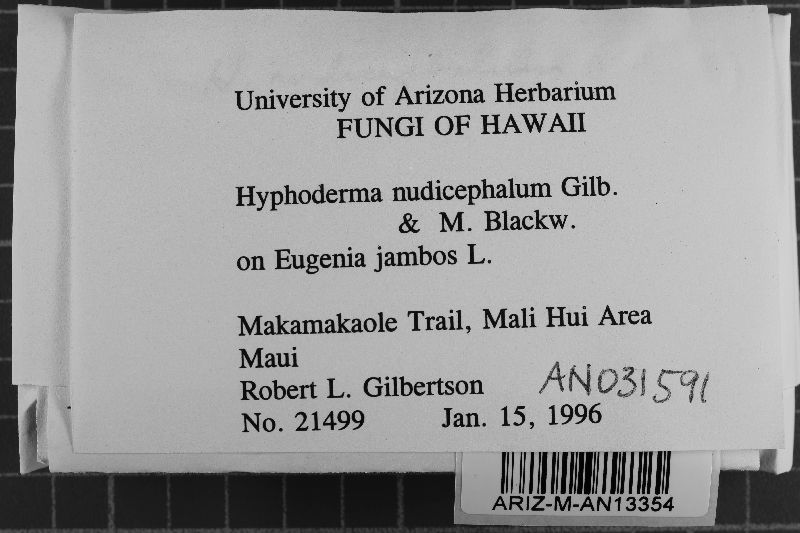 University of Arizona Herbarium
FUNGI OF HAWAII
Hyphoderma nudicephalum Gilb.
& M. Blackw.
on Eugenia jambos L.
Makamakaole Trail, Mali Hui Area
Maui
Robert L. Gilbertson AN031591
No. 21499 Jan. 15, 1996
ARIZ-M-AN13354